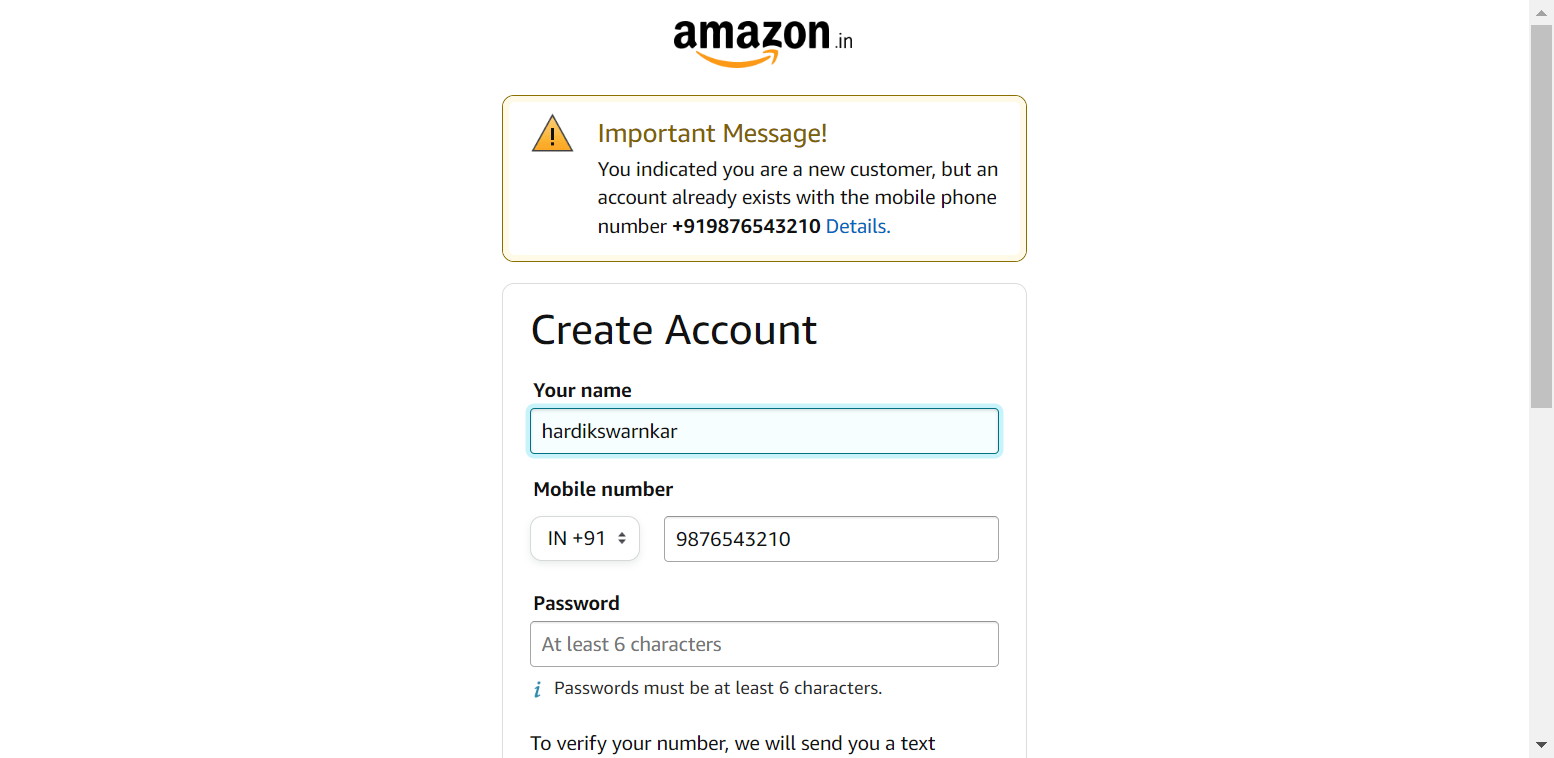 amazon.in
Important Message!
You indicated you are a new customer, but an
account already exists with the mobile phone
number +919876543210 Details.
Create Account
Your name
hardikswarnkar
Mobile number
IN +91 9876543210
Password
At least 6 characters
i Passwords must be at least 6 characters.
To verify your number, we will send you a text